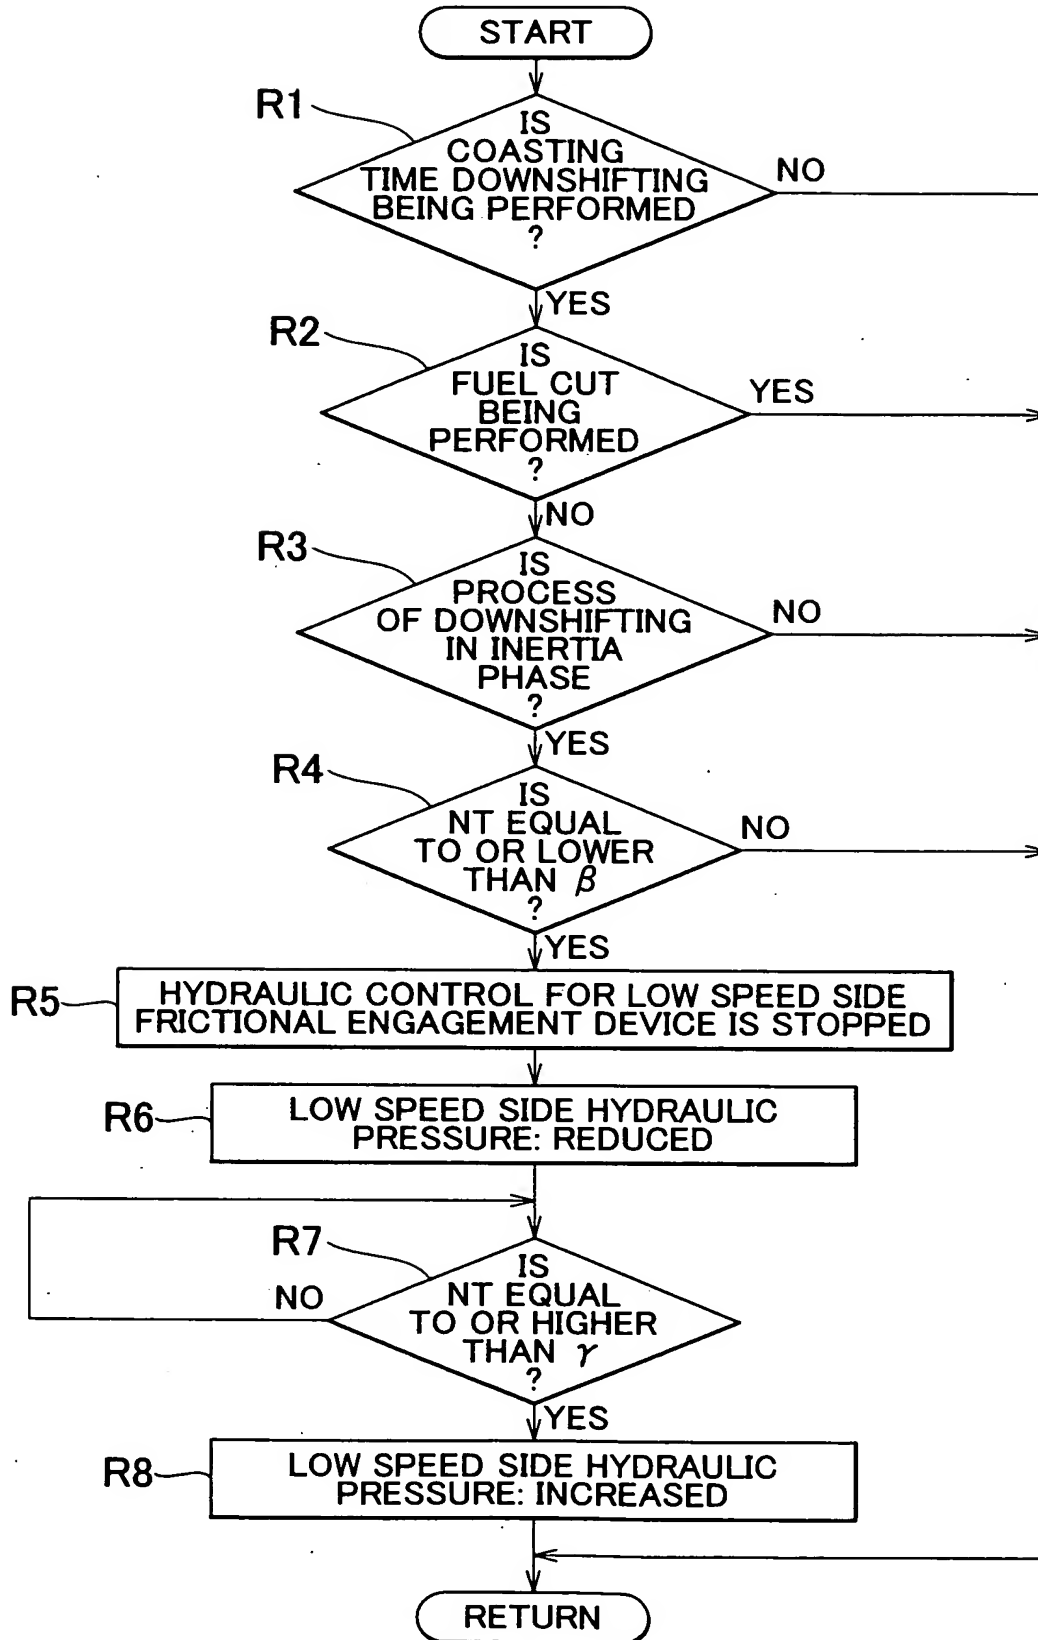 START
R1
IS
COASTING
TIME DOWNSHIFTING
BEING PERFORMED
?
NO
YES
R2
IS
FUEL CUT
BEING
PERFORMED
?
YES
NO
R3
IS
PROCESS
OF DOWNSHIFTING
IN INERTIA
PHASE
?
NO
YES
R4
IS
NT EQUAL
TO OR LOWER
THAN β
?
NO
YES
R5
HYDRAULIC CONTROL FOR LOW SPEED SIDE
FRICTIONAL ENGAGEMENT DEVICE IS STOPPED
R6
LOW SPEED SIDE HYDRAULIC
PRESSURE: REDUCED
R7
IS
NT EQUAL
TO OR HIGHER
THAN γ
?
NO
YES
R8
LOW SPEED SIDE HYDRAULIC
PRESSURE: INCREASED
RETURN